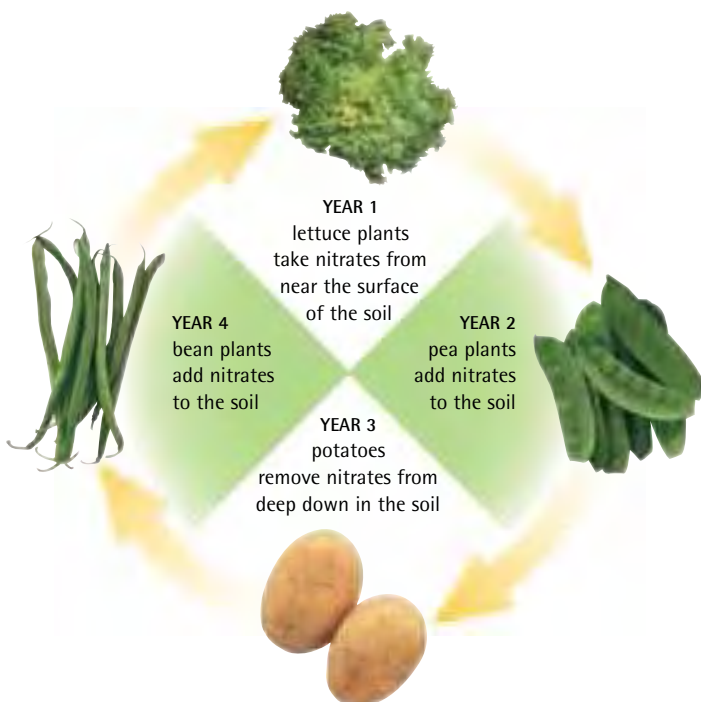 YEAR 1
lettuce plants
take nitrates from
near the surface
of the soil
YEAR 2
pea plants
add nitrates
to the soil
YEAR 3
potatoes
remove nitrates from
deep down in the soil
YEAR 4
bean plants
add nitrates
to the soil